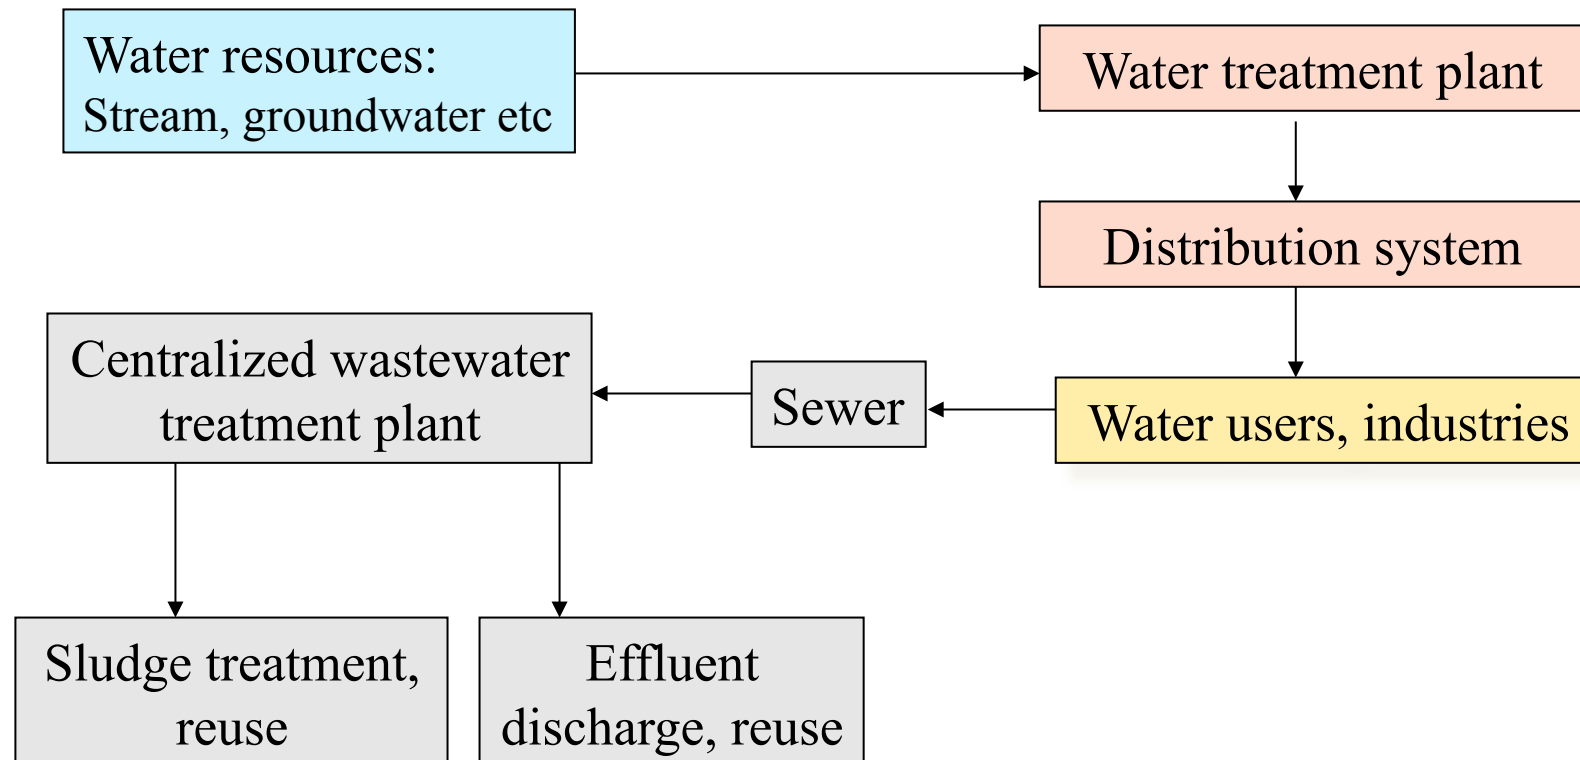 Water resources:
Stream, groundwater etc
Water treatment plant
Distribution system
Water users, industries
Sewer
Centralized wastewater
treatment plant
Sludge treatment,
reuse
Effluent
discharge, reuse